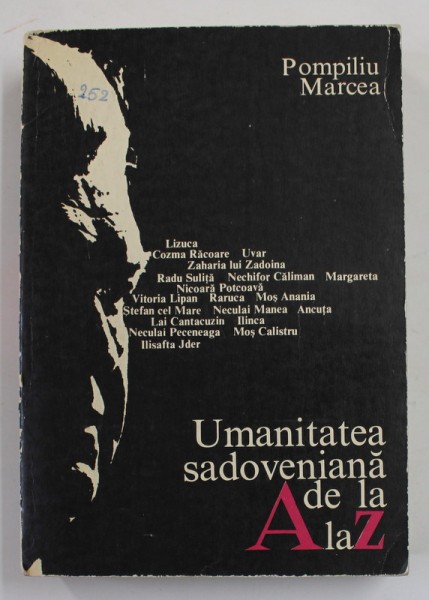 Pompiliu
Marcea
252
Lizuca
Cozma Răcoare Uvar
Zaharia lui Zadoina
Radu Suliță Nechifor Căliman Margareta
Nicoară Potcoavă
Vitoria Lipan Raruca Moș Anania
Ștefan cel Mare Neculai Manea Ancuța
Lai Cantacuzin Ilinca
Neculai Peceneaga Moș Calistru
Ilisafta Jder
Umanitatea
sadoveniană
de la
A la Z